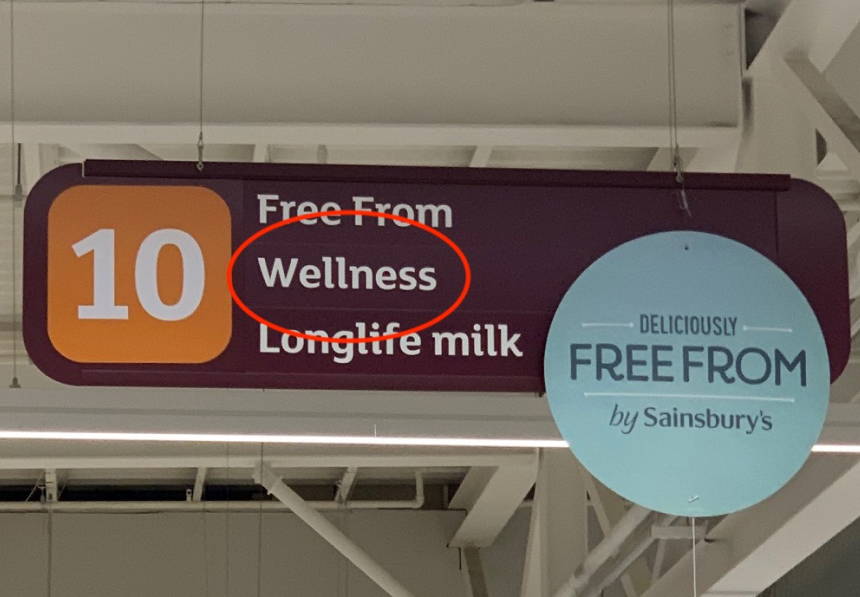 10
Free From
Wellness
Longlife milk
DELICIOUSLY
FREE FROM
by Sainsbury's